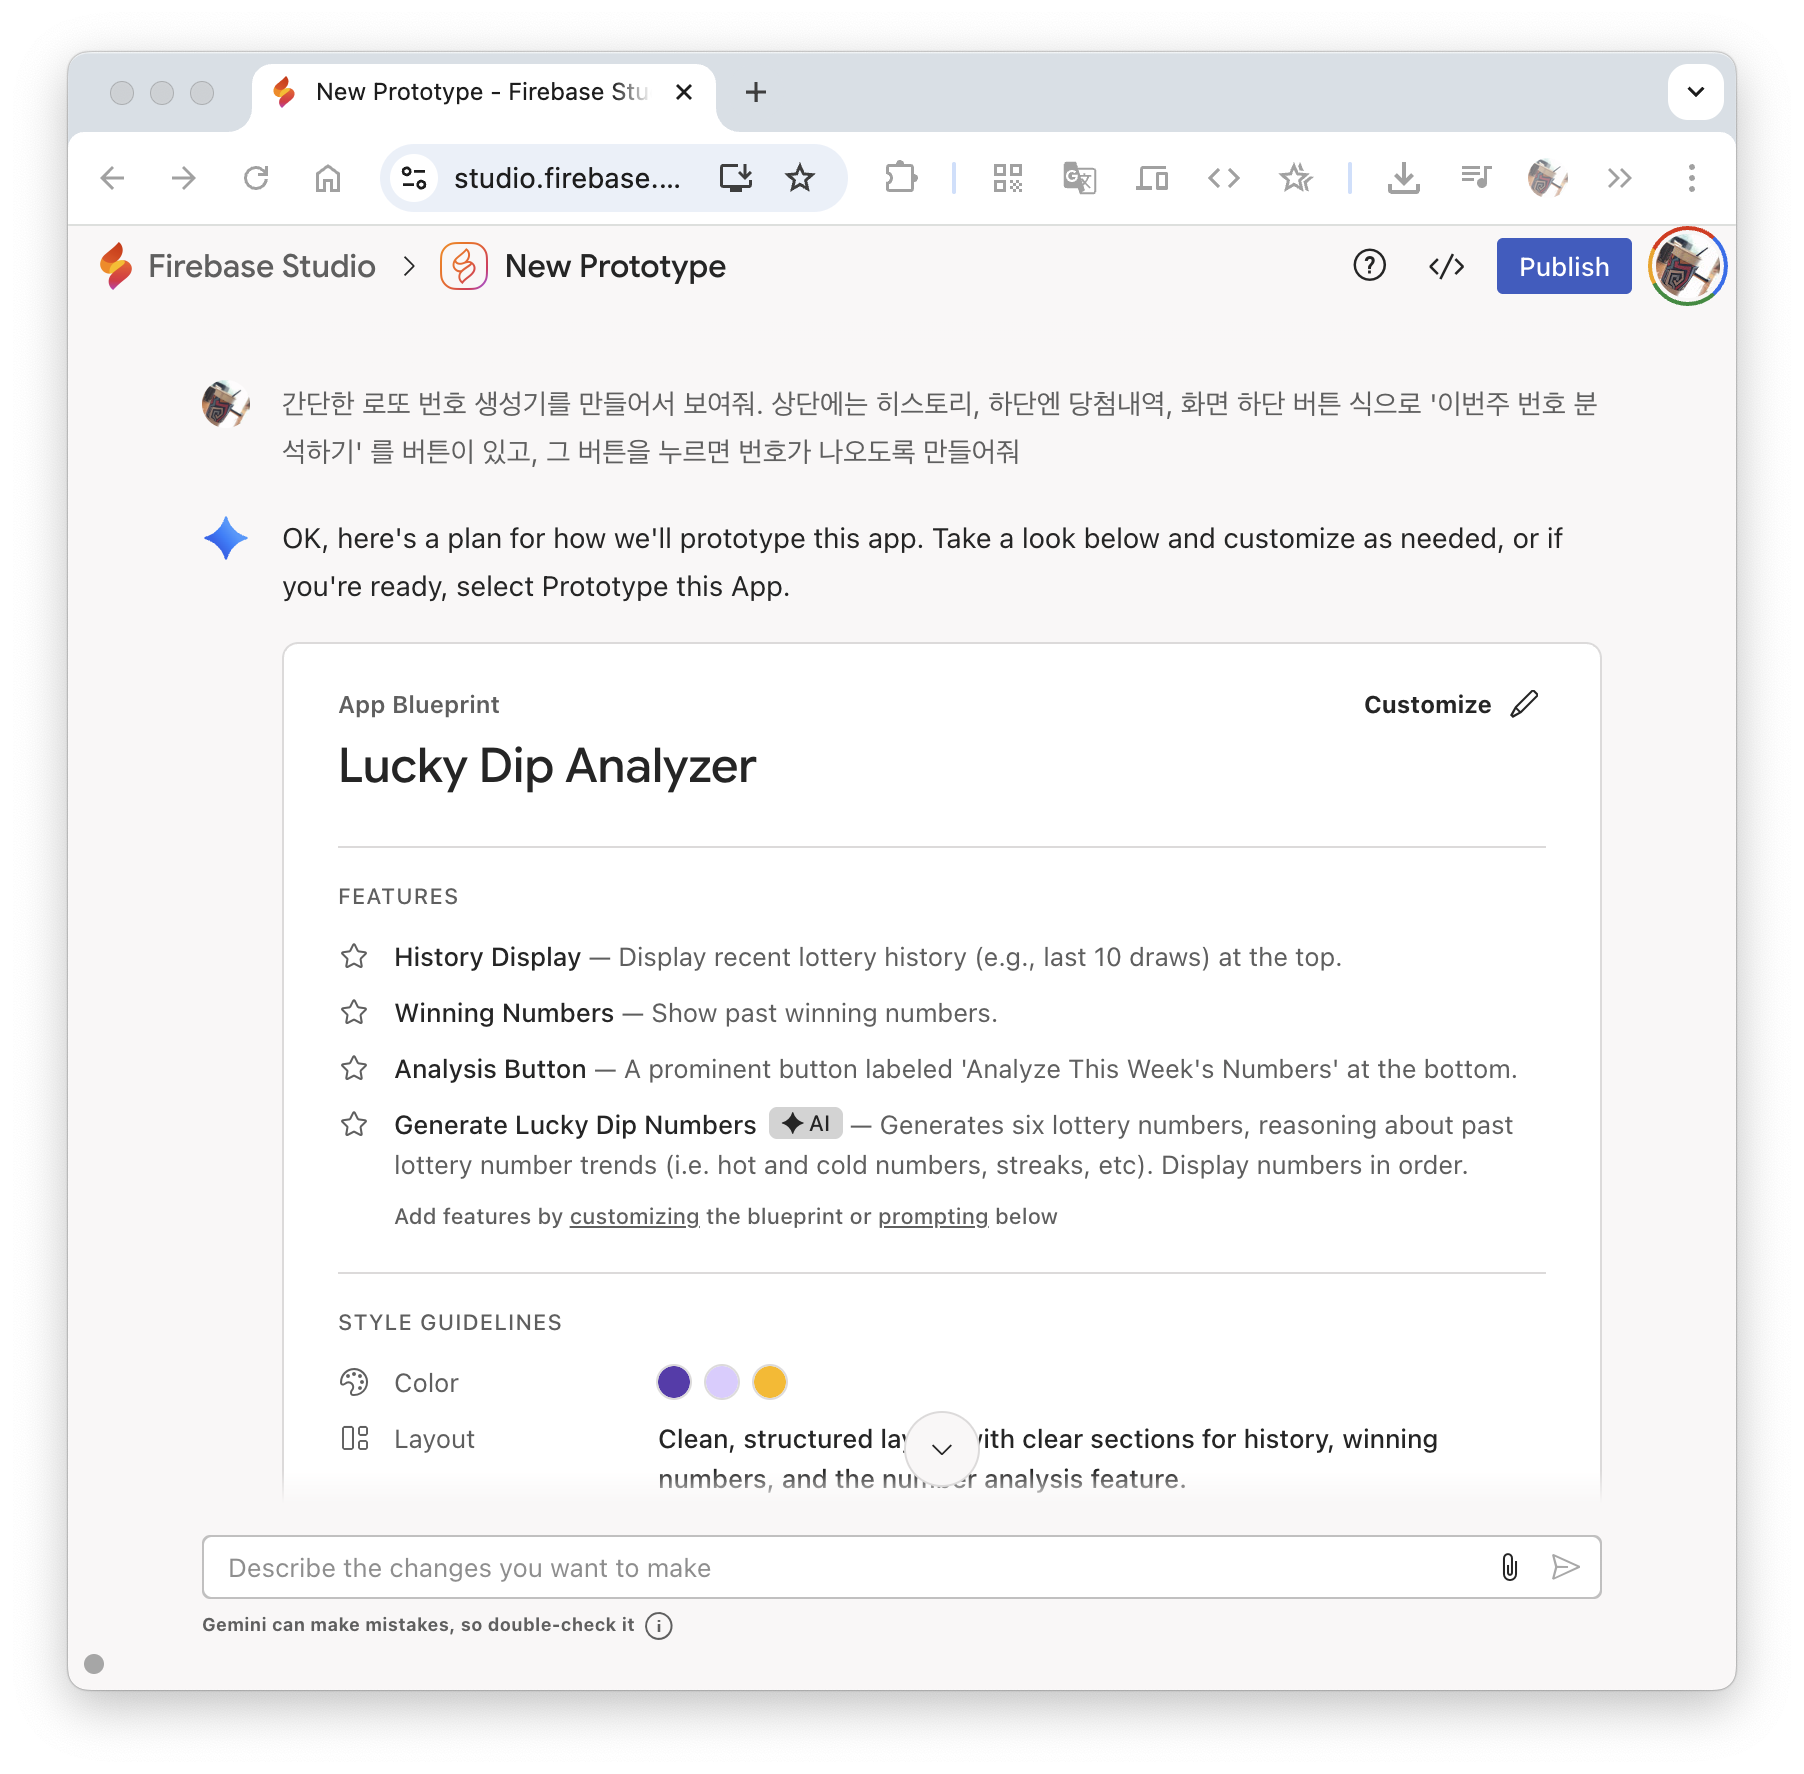 New Prototype - Firebase Stu
studio.firebase....
Firebase Studio
New Prototype
</>
Publish
간단한 로또 번호 생성기를 만들어서 보여줘. 상단에는 히스토리, 하단엔 당첨내역, 화면 하단 버튼 식으로 '이번주 번호 분
석하기' 를 버튼이 있고, 그 버튼을 누르면 번호가 나오도록 만들어줘
OK, here's a plan for how we'll prototype this app. Take a look below and customize as needed, or if
you're ready, select Prototype this App.
App Blueprint
Customize
Lucky Dip Analyzer
FEATURES
History Display — Display recent lottery history (e.g., last 10 draws) at the top.
Winning Numbers — Show past winning numbers.
Analysis Button — A prominent button labeled 'Analyze This Week's Numbers' at the bottom.
Generate Lucky Dip Numbers AI — Generates six lottery numbers, reasoning about past
lottery number trends (i.e. hot and cold numbers, streaks, etc). Display numbers in order.
Add features by customizing the blueprint or prompting below
STYLE GUIDELINES
Color
Layout
Clean, structured lay ith clear sections for history, winning
numbers, and the number analysis feature.
Describe the changes you want to make
Gemini can make mistakes, so double-check it